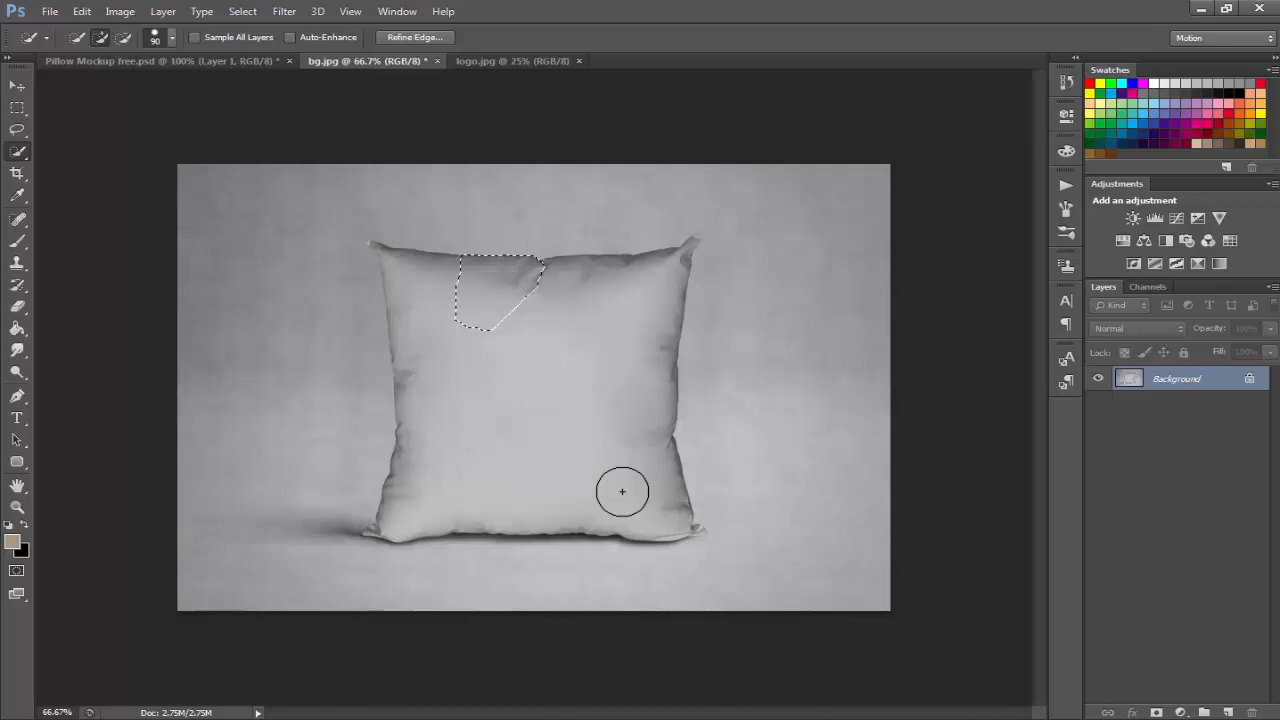 Ps File Edit Image Layer Type Select Filter 3D View Window Help
90 Sample All Layers Auto-Enhance Refine Edge... Motion
Pillow Mockup free.psd @ 100% (Layer 1, RGB/8) * × bg.jpg @ 66.7% (RGB/8) * × logo.jpg @ 25% (RGB/8) ×
Swatches
Adjustments
Add an adjustment
Layers Channels
Kind
Normal Opacity: 100%
Lock: Fill: 100%
Background
66.67% Doc: 2.75M/2.75M